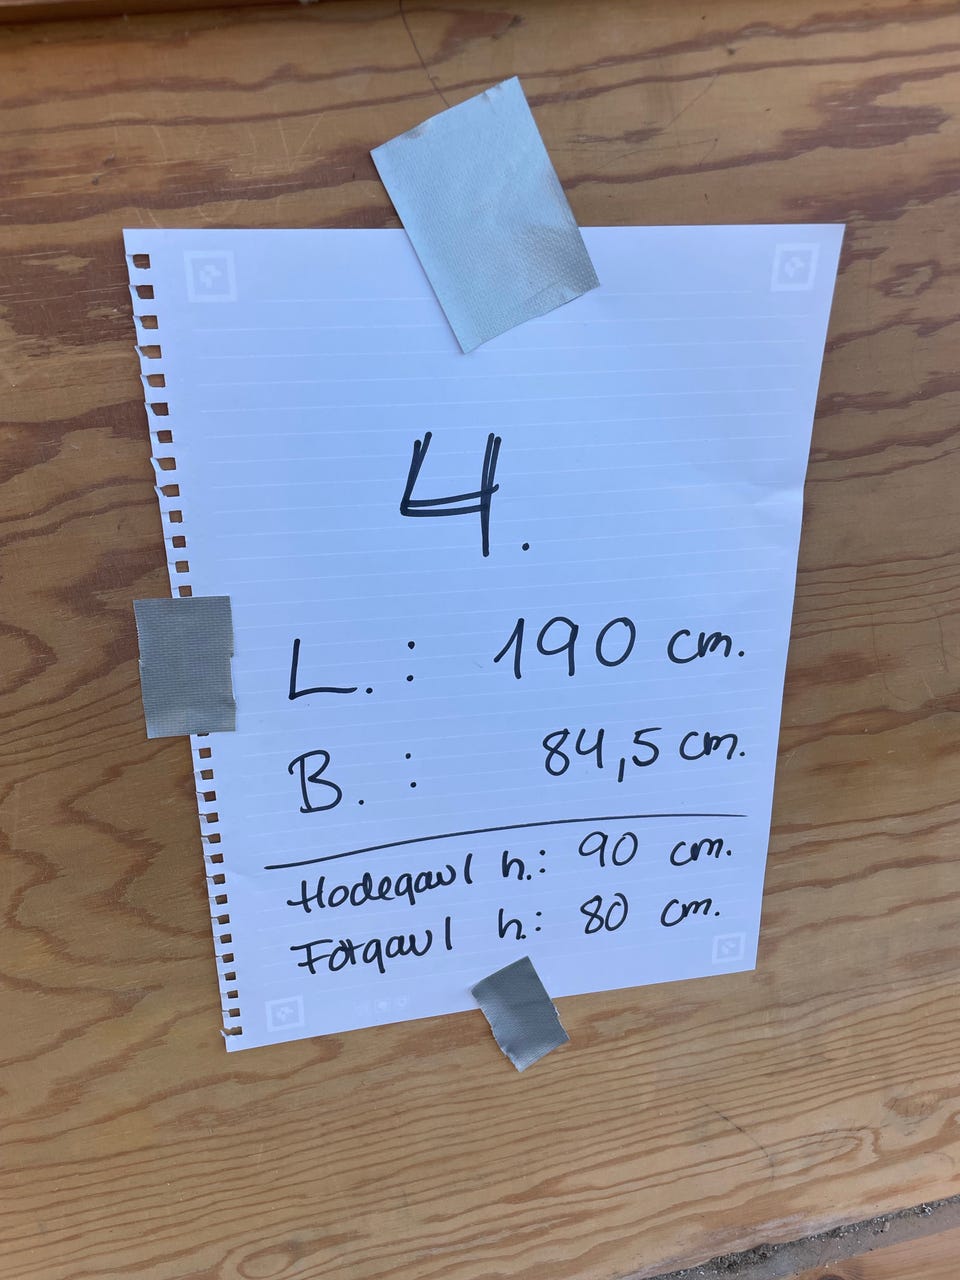 4.
L. : 190 cm.
B. : 84,5 cm.
Hodegavl h.: 90 cm.
Fotgavl h.: 80 cm.